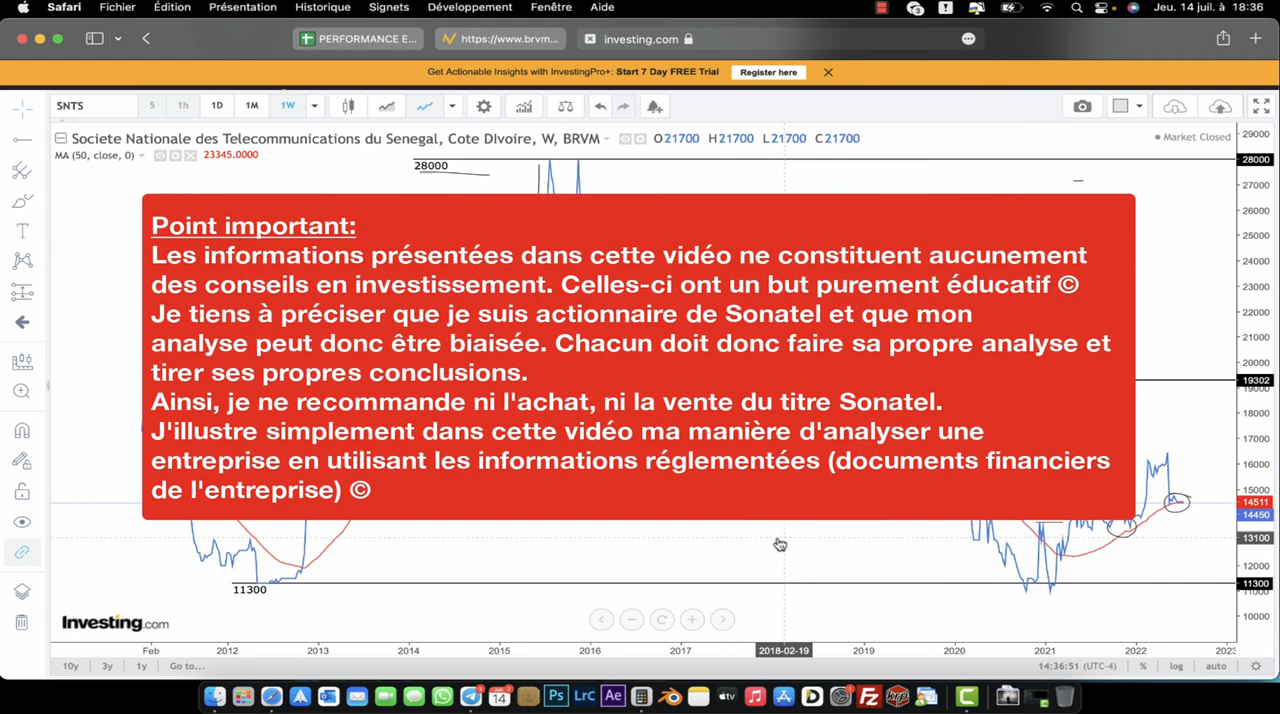 Safari Fichier Édition Présentation Historique Signets Développement Fenêtre Aide
3
Jeu. 14 juil. à 18:36
PERFORMANCE E...
https://www.brvm...
investing.com
Get Actionable Insights with InvestingPro+: Start 7 Day FREE Trial
Register here
SNTS 5 1h 1D 1M 1W
Societe Nationale des Telecommunications du Senegal, Cote DIvoire, W, BRVM
O21700 H21700 L21700 C21700
Market Closed
MA (50, close, 0)
23345.0000
28000
Point important:
Les informations présentées dans cette vidéo ne constituent aucunement
des conseils en investissement. Celles-ci ont un but purement éducatif ©
Je tiens à préciser que je suis actionnaire de Sonatel et que mon
analyse peut donc être biaisée. Chacun doit donc faire sa propre analyse et
tirer ses propres conclusions.
Ainsi, je ne recommande ni l'achat, ni la vente du titre Sonatel.
J'illustre simplement dans cette vidéo ma manière d'analyser une
entreprise en utilisant les informations réglementées (documents financiers
de l'entreprise) ©
29000
28000
27000
26000
25000
24000
23000
22000
21000
20000
19302
18000
17000
16000
15000
14511
14450
13100
12000
11300
10000
11300
Investing.com
Feb 2012 2013 2014 2015 2016 2017 2018-02-19 2019 2020 2021 2022 2023
10y 3y 1y Go to...
14:36:51 (UTC-4) % log auto
JUIL.
14
Ps LrC Ae
tv
D
Fz
C